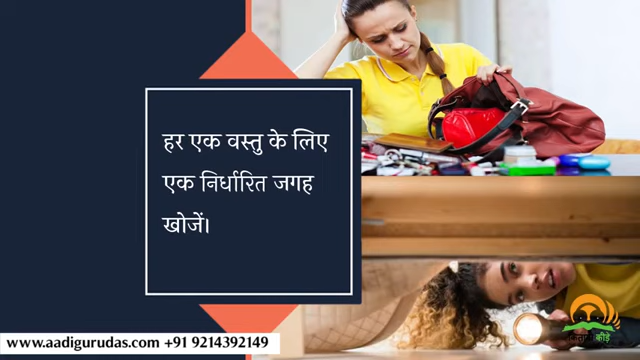 हर एक वस्तु के लिए
एक निर्धारित जगह
खोजें।
www.aadigurudas.com +91 9214392149
कीड़े